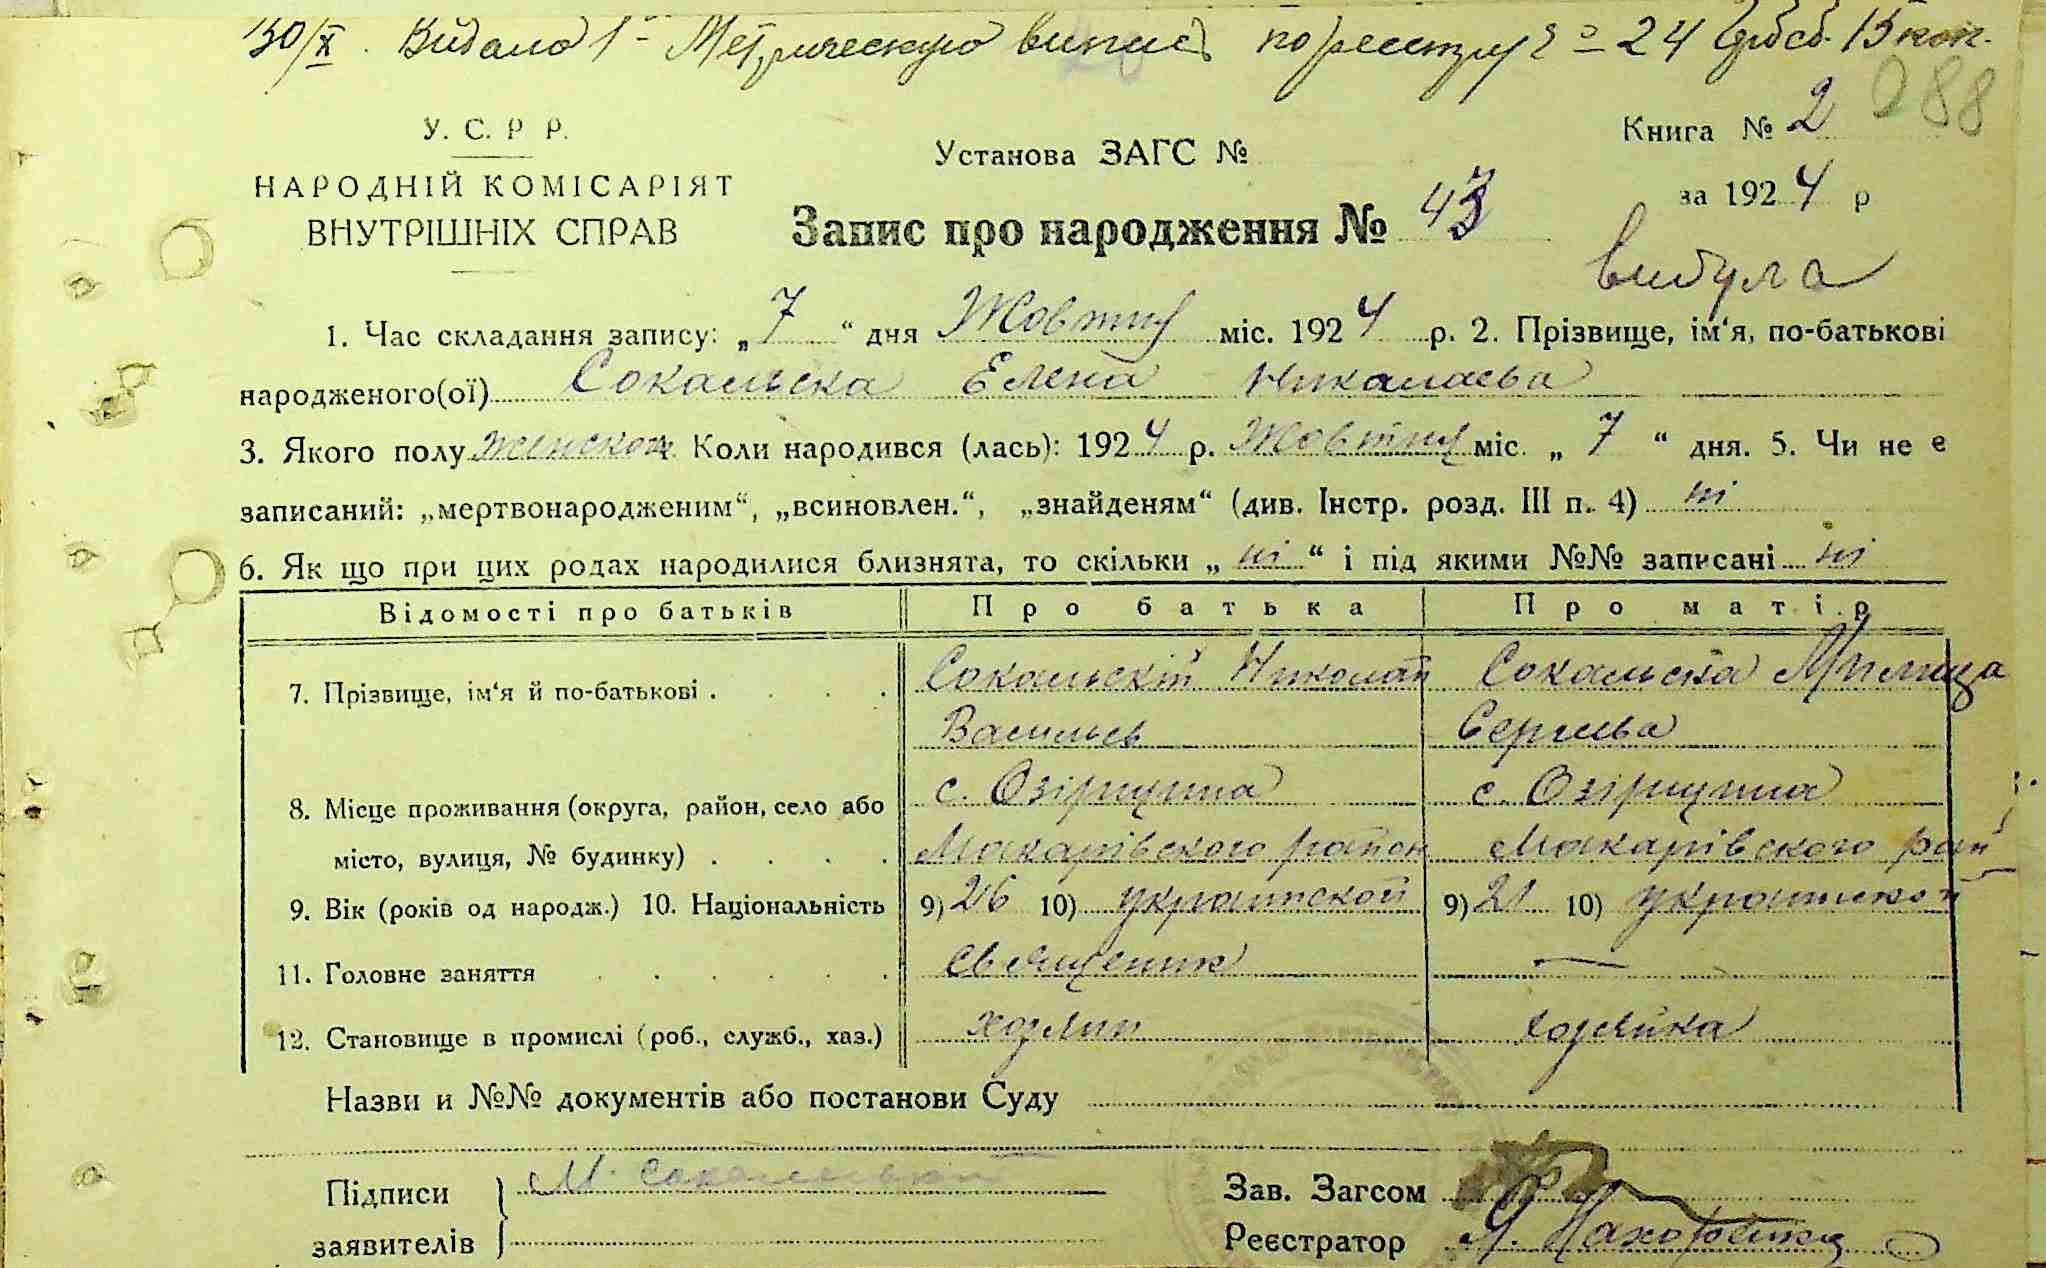 30/X. Видано 1 Метрическую випись по реестру № 24 15 коп.
288
У. С. Р Р.
НАРОДНІЙ КОМІСАРІЯТ
ВНУТРІШНІХ СПРАВ
Установа ЗАГС №
Книга № 2
за 1924 р
Запис про народження № 43
вибула
1. Час складання запису: „ 7 “ дня Жовтня міс. 1924 р. 2. Прізвище, ім‘я, по-батькові
народженого(ої) Сокальска Елена Николаева
3. Якого полу женской 4. Коли народився (лась): 1924 р. Жовтня міс. „ 7 “ дня. 5. Чи не є
записаний: „мертвонародженим“, „всиновлен.“, „знайденям“ (див. Інстр. розд. III п. 4) ні
6. Як що при цих родах народилися близнята, то скільки „ ні “ і під якими №№ записані ні
Відомості про батьків Про батька Про матір
7. Прізвище, ім‘я й по-батькові . Сокальскій Николай Сокальска Милица
Васильев Сергиева
с. Озірщина с. Озірщина
8. Місце проживання (округа, район, село або
місто, вулиця, № будинку) . Макарівского район Макарівского рай
9. Вік (років од народж.) 10. Національність 9) 26 10) украинской 9) 21 10) украинской
11. Головне заняття священик —
12. Становище в промислі (роб., служб., хаз.) хозяин хозяйка
Назви и №№ документів або постанови Суду
Підписи М. Сокальский
заявителів
Зав. Загсом
Реєстратор